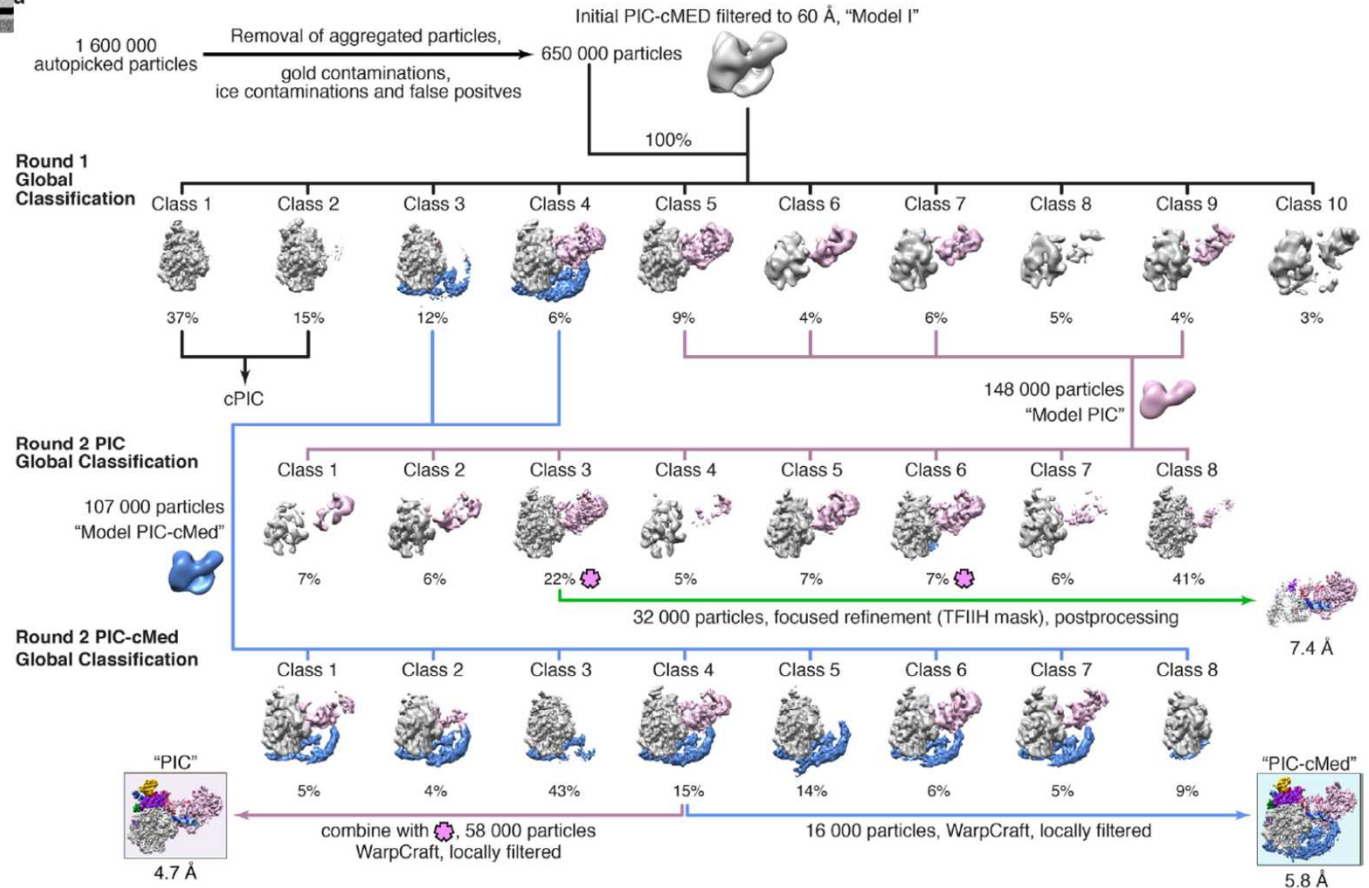 Initial PIC-cMED filtered to 60 Å, “Model I”
1 600 000
autopicked particles
Removal of aggregated particles,
gold contaminations,
ice contaminations and false positves
650 000 particles
100%
Round 1
Global
Classification
Class 1 Class 2 Class 3 Class 4 Class 5 Class 6 Class 7 Class 8 Class 9 Class 10
37% 15% 12% 6% 9% 4% 6% 5% 4% 3%
cPIC
148 000 particles
“Model PIC”
Round 2 PIC
Global Classification
Class 1 Class 2 Class 3 Class 4 Class 5 Class 6 Class 7 Class 8
107 000 particles
“Model PIC-cMed”
7% 6% 22% 5% 7% 7% 6% 41%
32 000 particles, focused refinement (TFIIH mask), postprocessing
7.4 Å
Round 2 PIC-cMed
Global Classification
Class 1 Class 2 Class 3 Class 4 Class 5 Class 6 Class 7 Class 8
5% 4% 43% 15% 14% 6% 5% 9%
“PIC”
4.7 Å
combine with , 58 000 particles
WarpCraft, locally filtered
16 000 particles, WarpCraft, locally filtered
“PIC-cMed”
5.8 Å